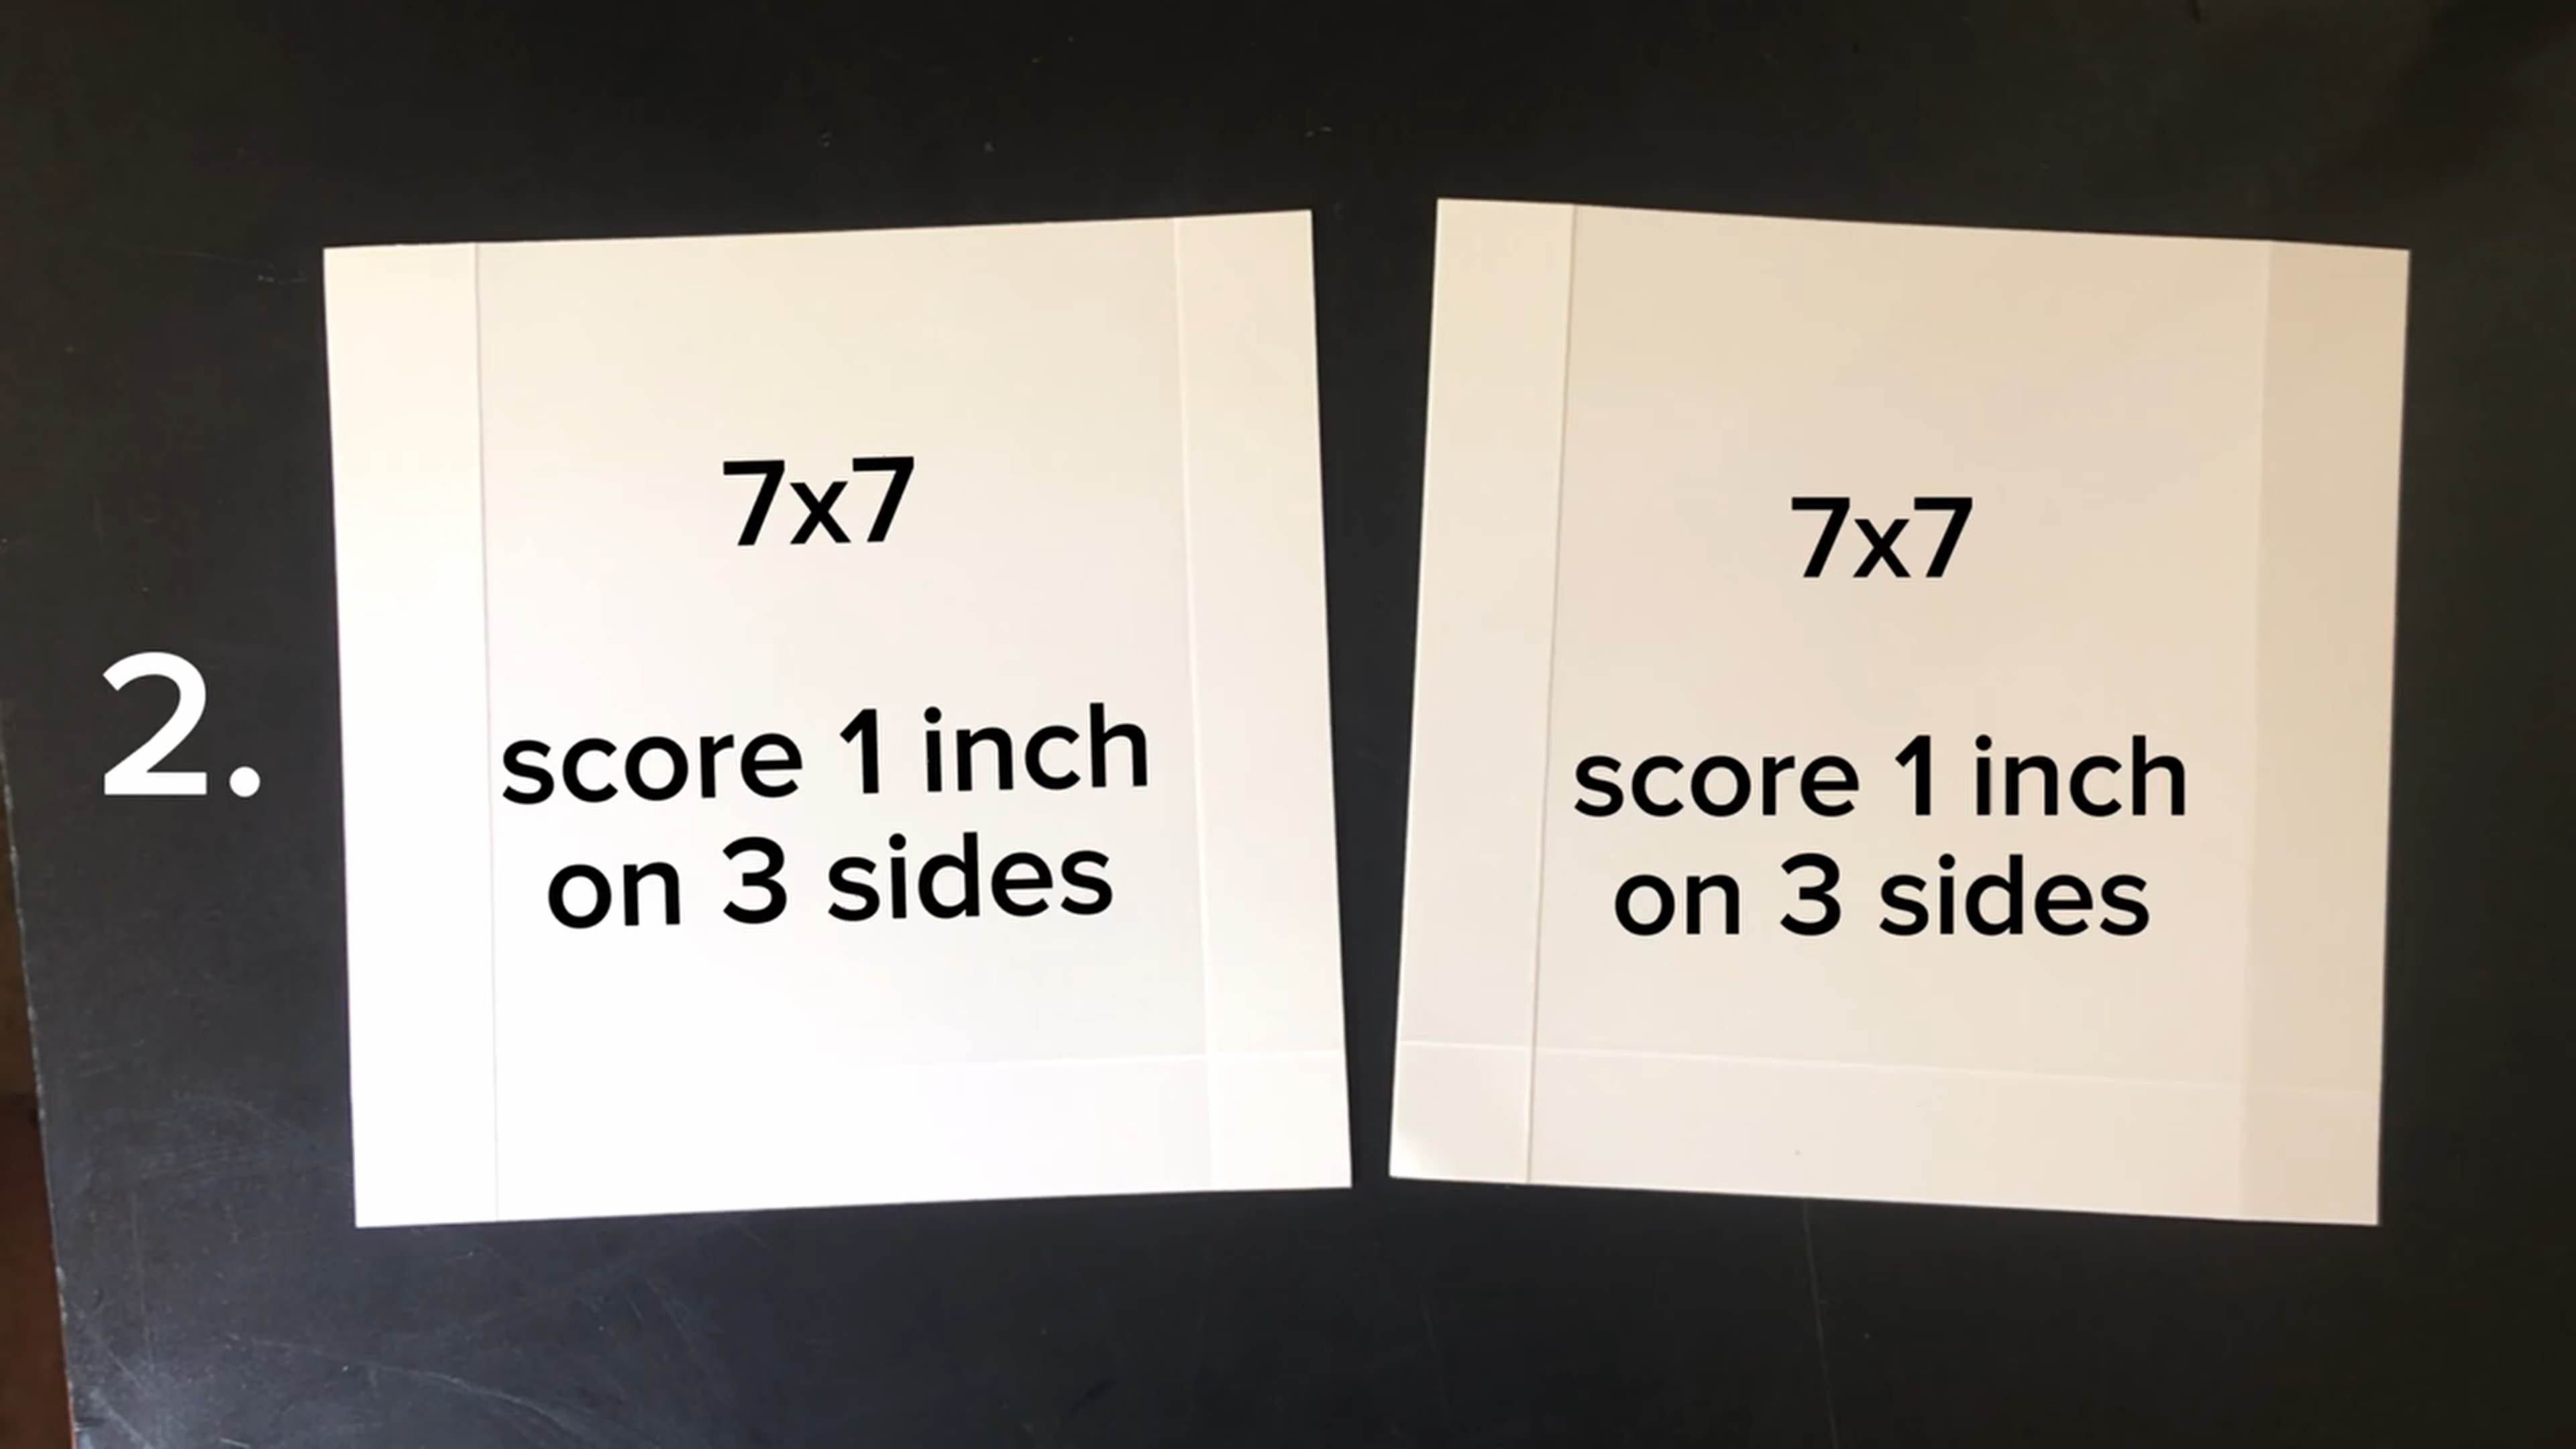 2.
7x7
score 1 inch
on 3 sides
7x7
score 1 inch
on 3 sides